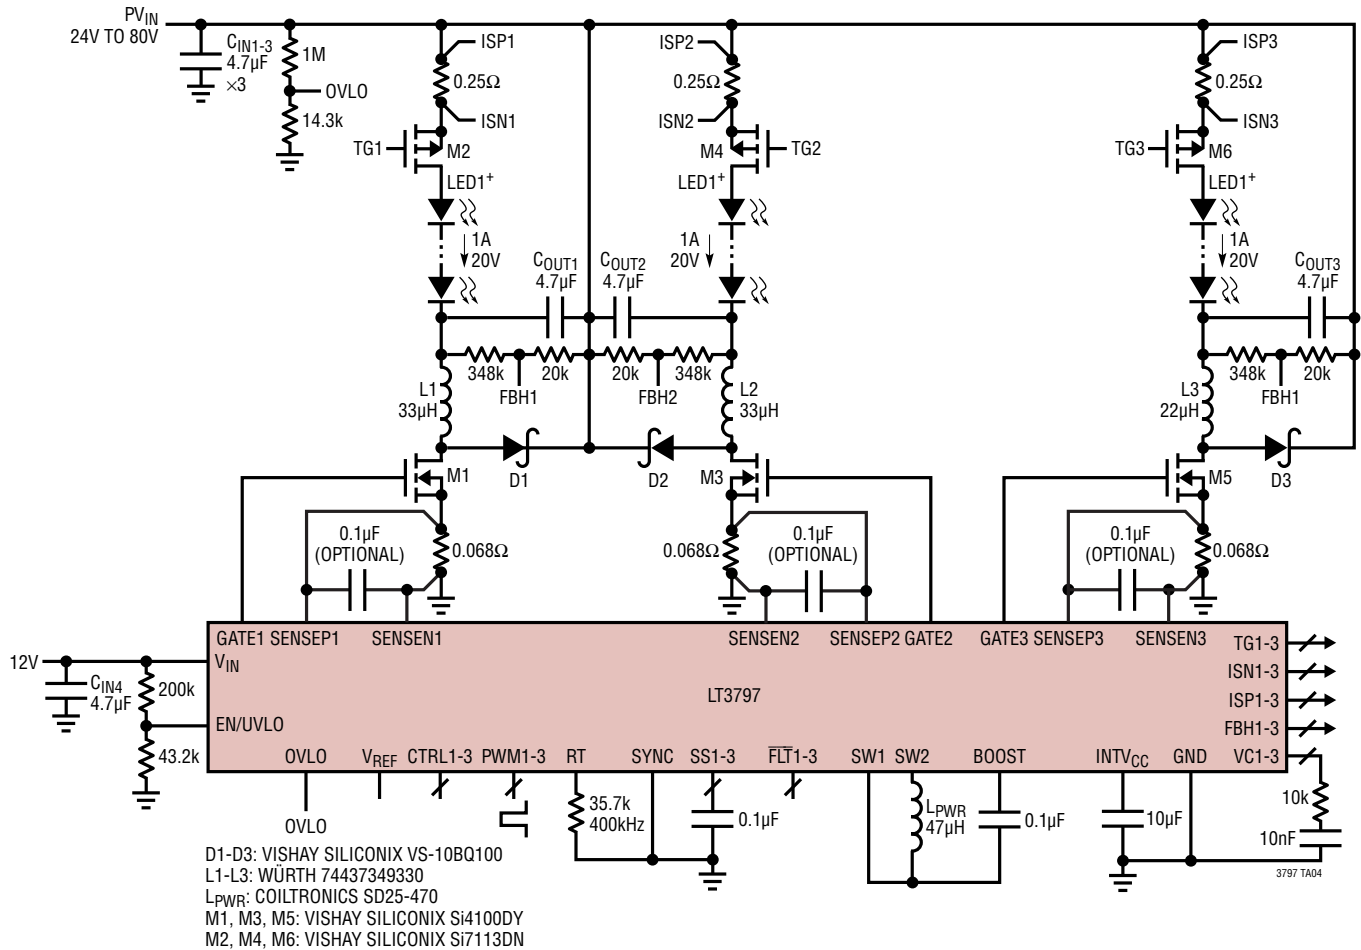 PVIN
24V TO 80V
CIN1-3
4.7µF
×3
1M
OVLO
14.3k
ISP1
0.25Ω
ISN1
TG1
M2
LED1+
1A
20V
COUT1
4.7µF
348k
20k
FBH1
L1
33µH
D1
M1
0.1µF
(OPTIONAL)
0.068Ω
ISP2
0.25Ω
ISN2
M4
TG2
LED1+
1A
20V
COUT2
4.7µF
20k
348k
FBH2
L2
33µH
D2
M3
0.068Ω
0.1µF
(OPTIONAL)
ISP3
0.25Ω
ISN3
TG3
M6
LED1+
1A
20V
COUT3
4.7µF
348k
20k
FBH1
L3
22µH
D3
M5
0.1µF
(OPTIONAL)
0.068Ω
GATE1 SENSEP1 SENSEN1 SENSEN2 SENSEP2 GATE2 GATE3 SENSEP3 SENSEN3
12V
CIN4
4.7µF
200k
43.2k
VIN
EN/UVLO
LT3797
TG1-3
ISN1-3
ISP1-3
FBH1-3
VC1-3
OVLO VREF CTRL1-3 PWM1-3 RT SYNC SS1-3 FLT1-3 SW1 SW2 BOOST INTVCC GND
OVLO
35.7k
400kHz
0.1µF
LPWR
47µH
0.1µF
10µF
10k
10nF
3797 TA04
D1-D3: VISHAY SILICONIX VS-10BQ100
L1-L3: WÜRTH 74437349330
LPWR: COILTRONICS SD25-470
M1, M3, M5: VISHAY SILICONIX Si4100DY
M2, M4, M6: VISHAY SILICONIX Si7113DN